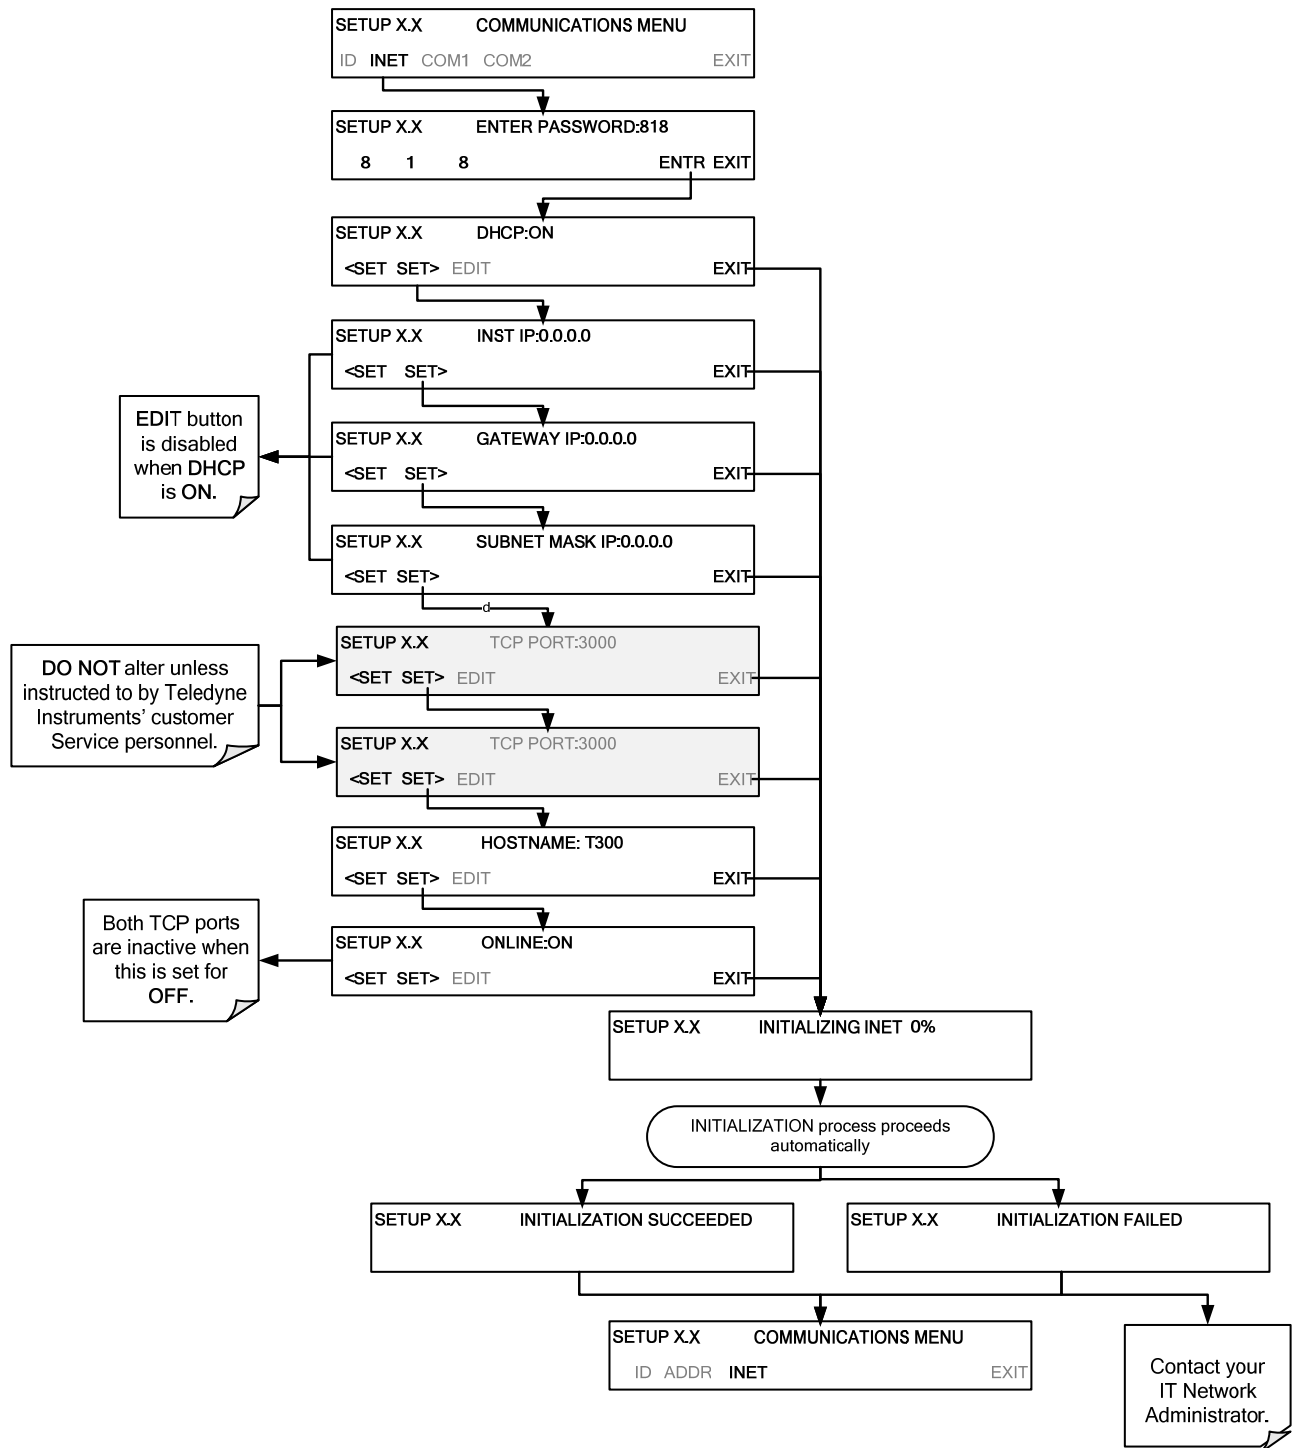 SETUP X.X COMMUNICATIONS MENU
ID INET COM1 COM2 EXIT
SETUP X.X ENTER PASSWORD:818
8 1 8 ENTR EXIT
SETUP X.X DHCP:ON
<SET SET> EDIT EXIT
SETUP X.X INST IP:0.0.0.0
<SET SET> EXIT
EDIT button
is disabled
when DHCP
is ON.
SETUP X.X GATEWAY IP:0.0.0.0
<SET SET> EXIT
SETUP X.X SUBNET MASK IP:0.0.0.0
<SET SET> EXIT
d
DO NOT alter unless
instructed to by Teledyne
Instruments’ customer
Service personnel.
SETUP X.X TCP PORT:3000
<SET SET> EDIT EXIT
SETUP X.X TCP PORT:3000
<SET SET> EDIT EXIT
SETUP X.X HOSTNAME: T300
<SET SET> EDIT EXIT
Both TCP ports
are inactive when
this is set for
OFF.
SETUP X.X ONLINE:ON
<SET SET> EDIT EXIT
SETUP X.X INITIALIZING INET 0%
INITIALIZATION process proceeds
automatically
SETUP X.X INITIALIZATION SUCCEEDED
SETUP X.X INITIALIZATION FAILED
SETUP X.X COMMUNICATIONS MENU
ID ADDR INET EXIT
Contact your
IT Network
Administrator.